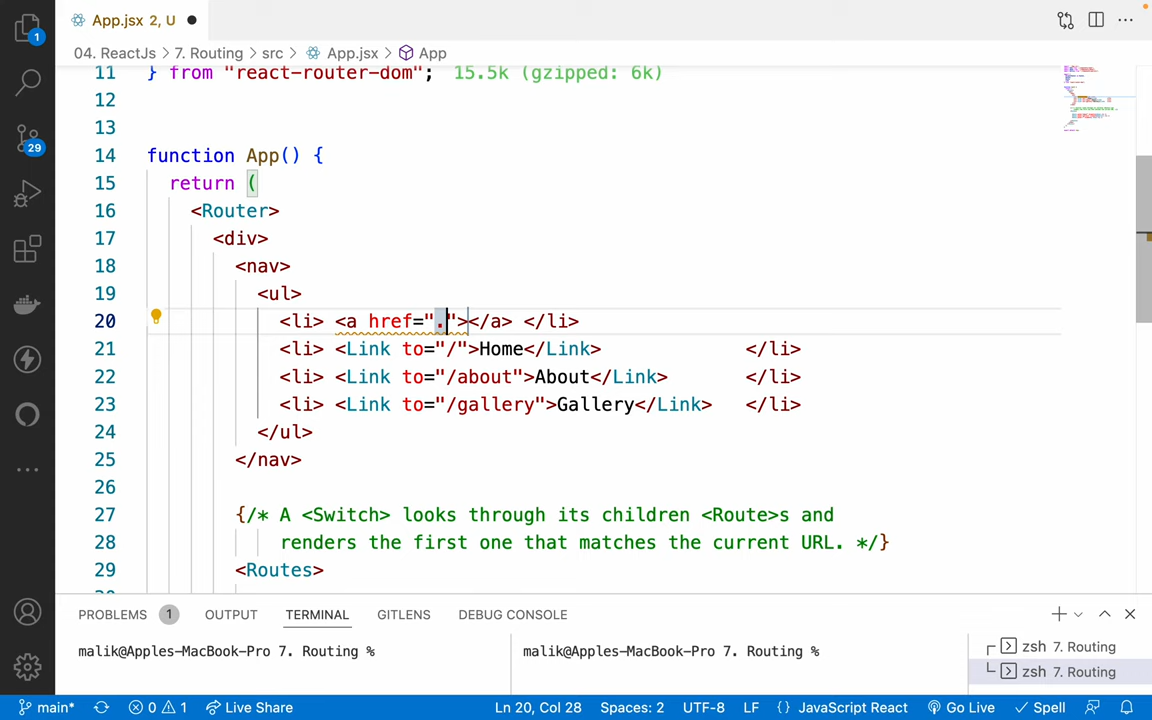 App.jsx 2, U
04. ReactJs > 7. Routing > src > App.jsx > App
11 } from "react-router-dom"; 15.5k (gzipped: 6k)
12
13
14 function App() {
15 return (
16 <Router>
17 <div>
18 <nav>
19 <ul>
20 <li> <a href="."></a> </li>
21 <li> <Link to="/">Home</Link> </li>
22 <li> <Link to="/about">About</Link> </li>
23 <li> <Link to="/gallery">Gallery</Link> </li>
24 </ul>
25 </nav>
26
27 {/* A <Switch> looks through its children <Route>s and
28 renders the first one that matches the current URL. */}
29 <Routes>
1
29
PROBLEMS 1 OUTPUT TERMINAL GITLENS DEBUG CONSOLE
malik@Apples-MacBook-Pro 7. Routing %
malik@Apples-MacBook-Pro 7. Routing %
zsh 7. Routing
zsh 7. Routing
main* 0 1 Live Share Ln 20, Col 28 Spaces: 2 UTF-8 LF {} JavaScript React Go Live Spell